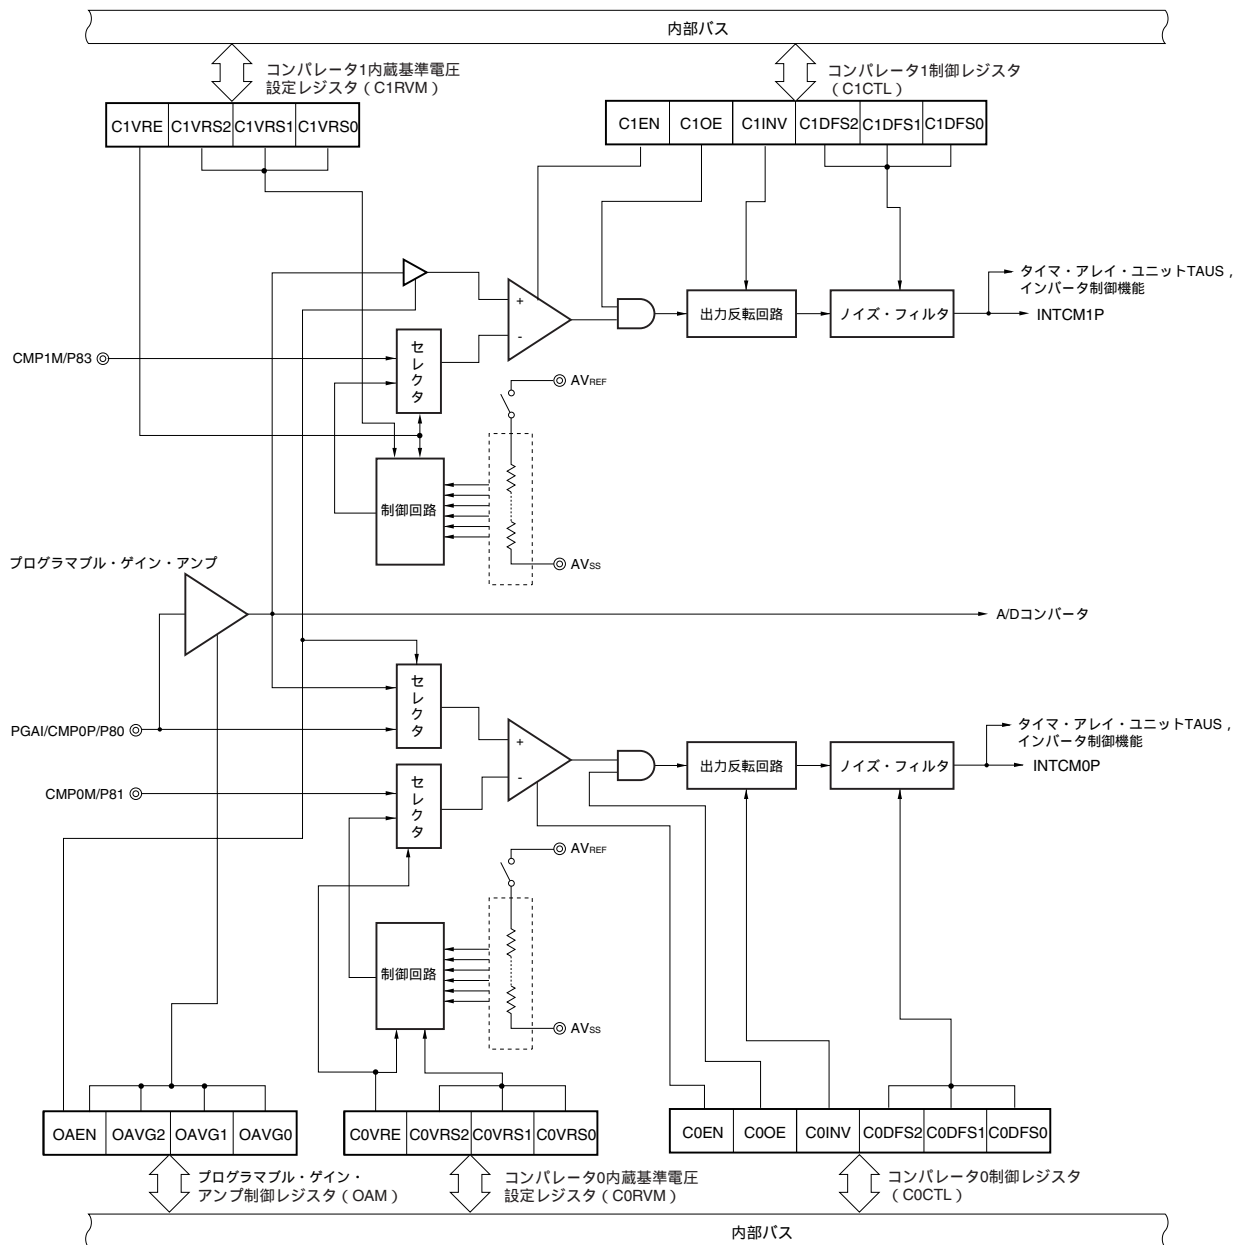 内部バス
コンパレータ1内蔵基準電圧
設定レジスタ（C1RVM）
コンパレータ1制御レジスタ
（C1CTL）
C1VRE C1VRS2 C1VRS1 C1VRS0
C1EN C1OE C1INV C1DFS2 C1DFS1 C1DFS0
タイマ・アレイ・ユニットTAUS，
インバータ制御機能
INTCM1P
+
-
出力反転回路
ノイズ・フィルタ
CMP1M/P83
セレクタ
AVREF
制御回路
AVSS
プログラマブル・ゲイン・アンプ
A/Dコンバータ
セレクタ
PGAI/CMP0P/P80
タイマ・アレイ・ユニットTAUS，
インバータ制御機能
INTCM0P
+
-
出力反転回路
ノイズ・フィルタ
CMP0M/P81
セレクタ
AVREF
制御回路
AVSS
OAEN OAVG2 OAVG1 OAVG0
C0VRE C0VRS2 C0VRS1 C0VRS0
C0EN C0OE C0INV C0DFS2 C0DFS1 C0DFS0
プログラマブル・ゲイン・
アンプ制御レジスタ（OAM）
コンパレータ0内蔵基準電圧
設定レジスタ（C0RVM）
コンパレータ0制御レジスタ
（C0CTL）
内部バス